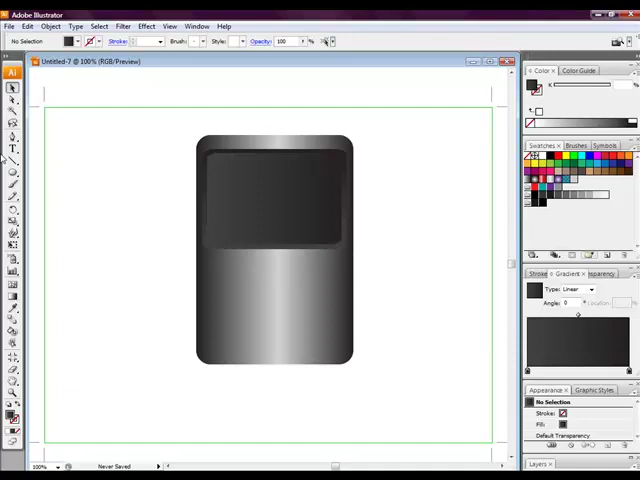 Adobe Illustrator
File Edit Object Type Select Filter Effect View Window Help
No Selection Stroke: Brush: Style: Opacity: 100
Untitled-7 @ 100% (RGB/Preview)
Ai
T
Color Color Guide
K
Swatches Brushes Symbols
Stroke Gradient
Type: Linear
Angle: 0 Location: %
Appearance Graphic Styles
No Selection
Stroke:
Fill:
Default Transparency
Layers
100% Never Saved